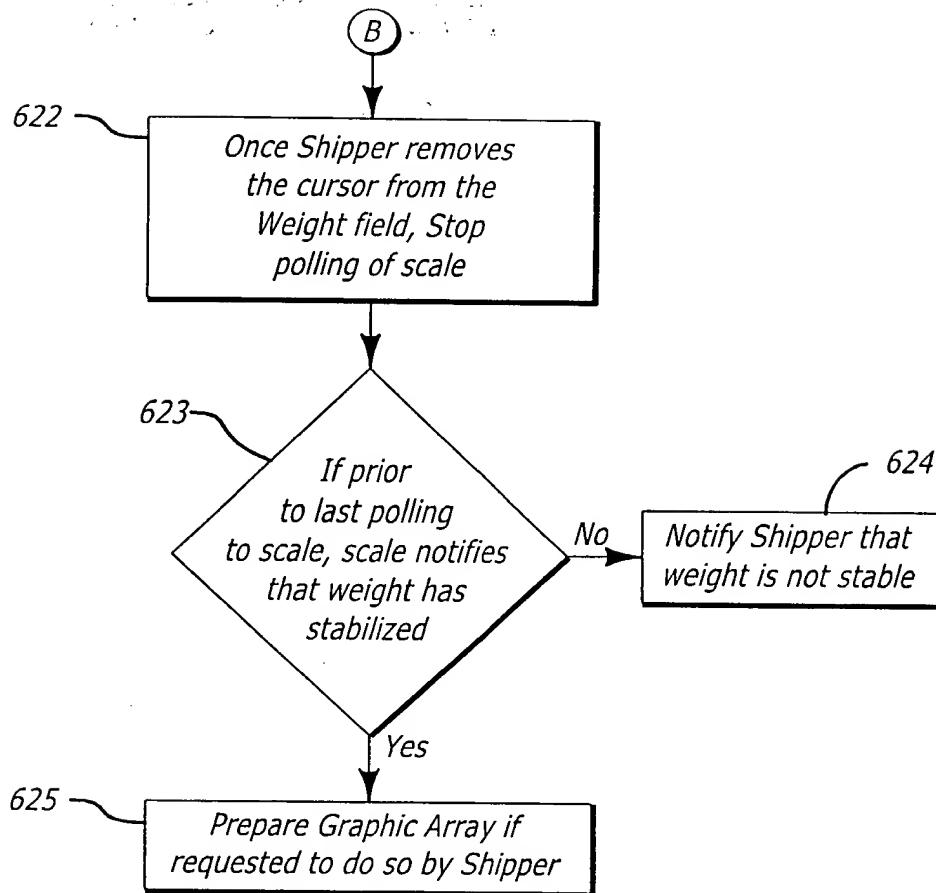 B
622
Once Shipper removes
the cursor from the
Weight field, Stop
polling of scale
623
If prior
to last polling
to scale, scale notifies
that weight has
stabilized
No
624
Notify Shipper that
weight is not stable
Yes
625
Prepare Graphic Array if
requested to do so by Shipper